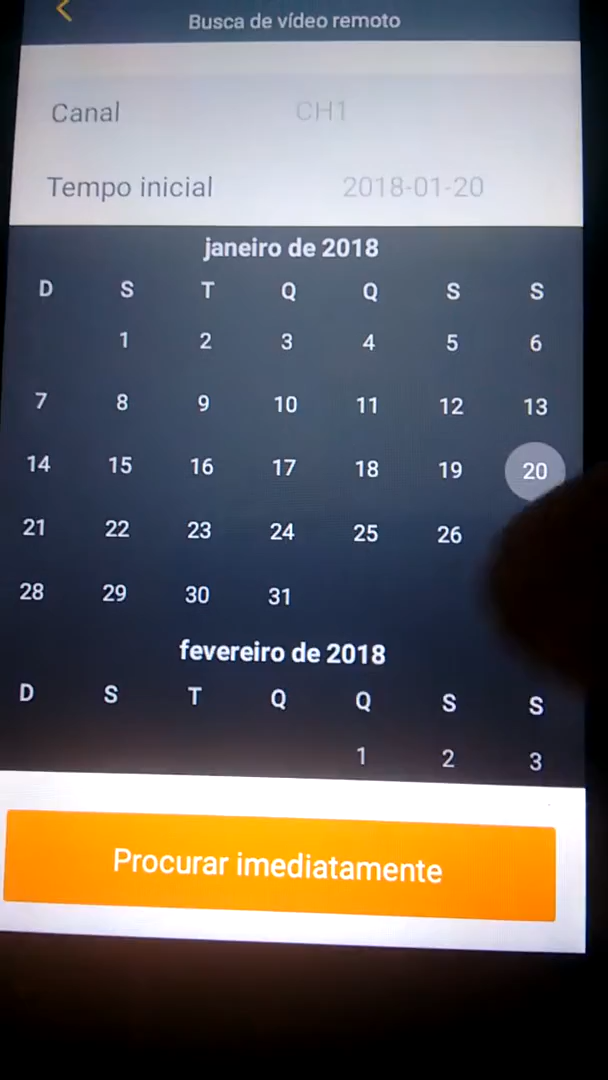 Busca de vídeo remoto
Canal CH1
Tempo inicial 2018-01-20
janeiro de 2018
D S T Q Q S S
1 2 3 4 5 6
7 8 9 10 11 12 13
14 15 16 17 18 19 20
21 22 23 24 25 26
28 29 30 31
fevereiro de 2018
D S T Q Q S S
1 2 3
Procurar imediatamente